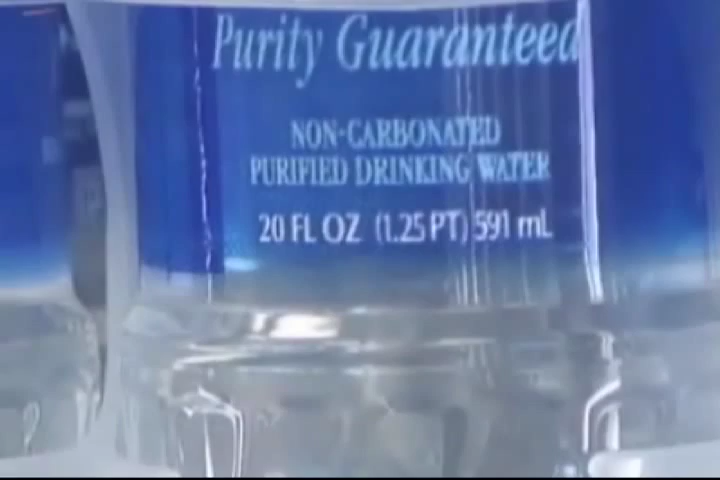 Purity Guaranteed
NON-CARBONATED
PURIFIED DRINKING WATER
20 FL OZ (1.25 PT) 591 mL